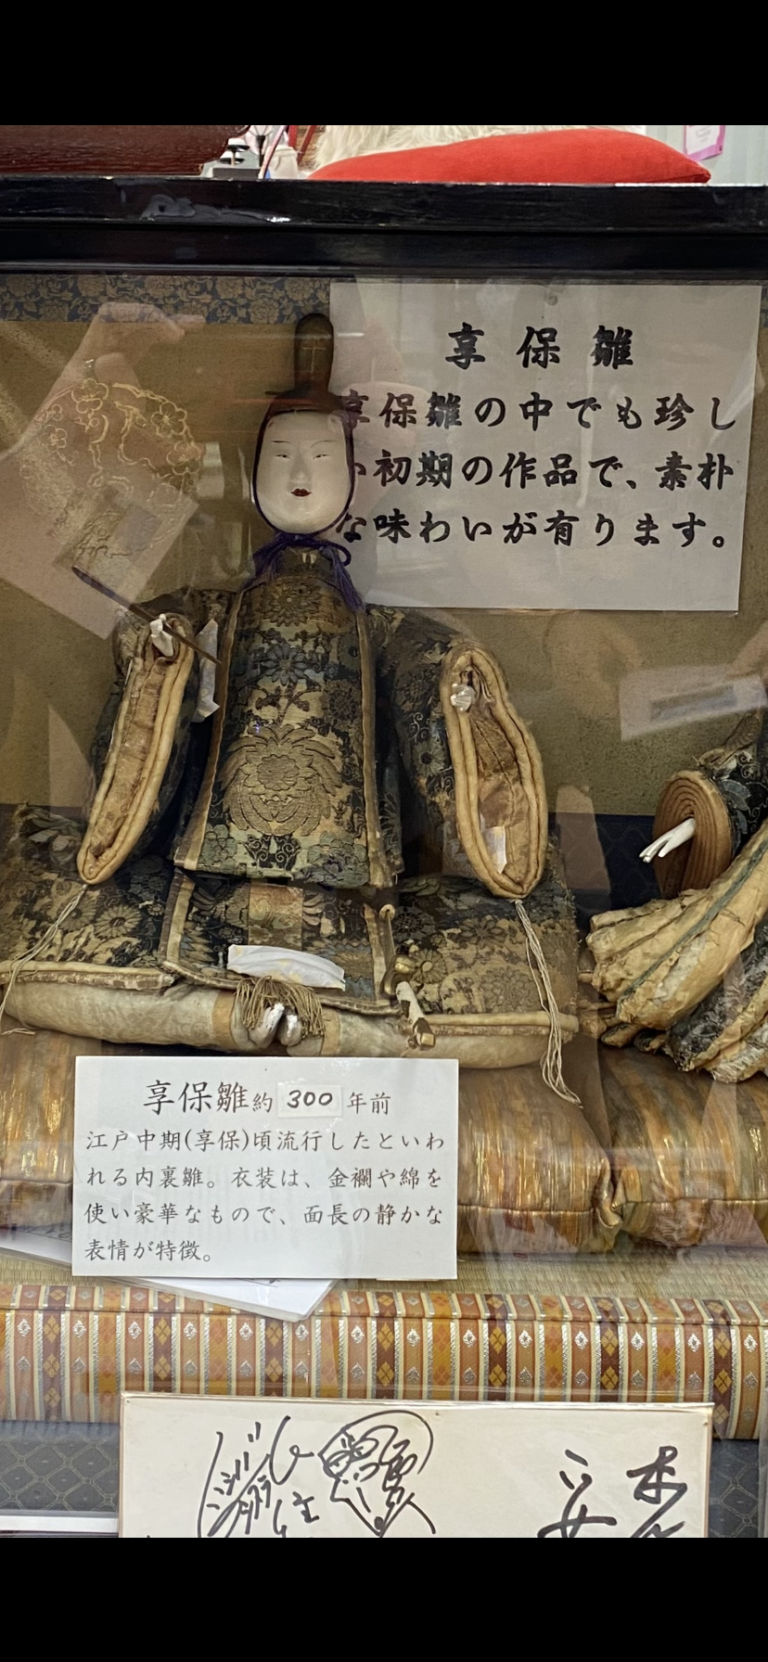 享保雛
享保雛の中でも珍し
い初期の作品で、素朴
な味わいが有ります。
享保雛約 300 年前
江戸中期(享保)頃流行したといわ
れる内裏雛。衣装は、金襴や綿を
使い豪華なもので、面長の静かな
表情が特徴。